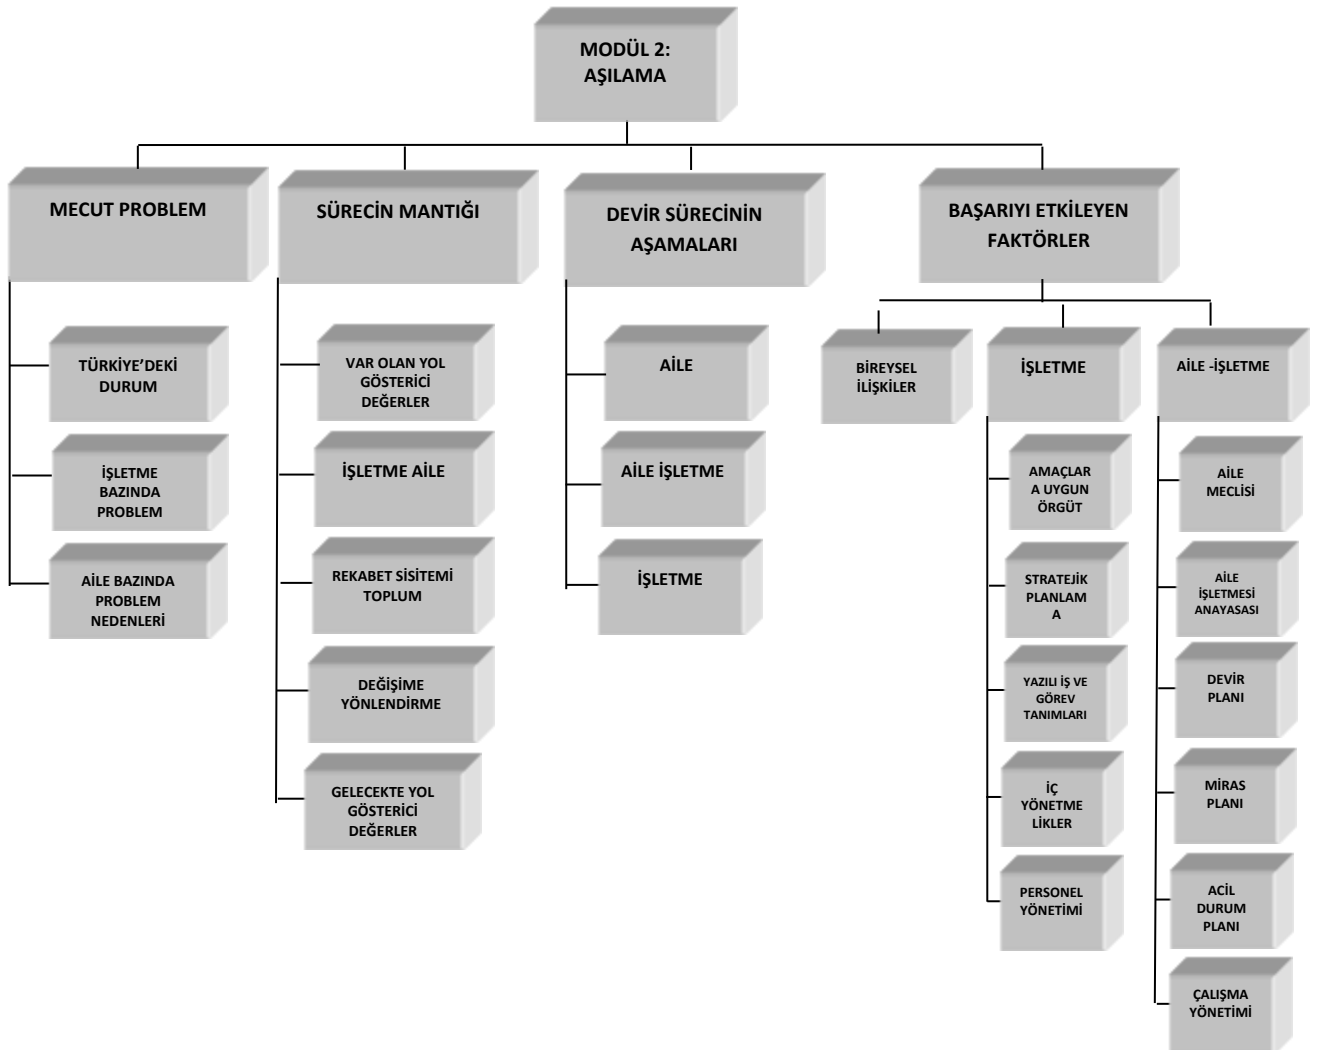 MODÜL 2:
AŞILAMA
MECUT PROBLEM
TÜRKİYE’DEKİ
DURUM
İŞLETME
BAZINDA
PROBLEM
AİLE BAZINDA
PROBLEM
NEDENLERİ
SÜRECİN MANTIĞI
VAR OLAN YOL
GÖSTERİCİ
DEĞERLER
İŞLETME AİLE
REKABET SİSİTEMİ
TOPLUM
DEĞİŞİME
YÖNLENDİRME
GELECEKTE YOL
GÖSTERİCİ
DEĞERLER
DEVİR SÜRECİNİN
AŞAMALARI
AİLE
AİLE İŞLETME
İŞLETME
BAŞARIYI ETKİLEYEN
FAKTÖRLER
BİREYSEL
İLİŞKİLER
İŞLETME
AMAÇLAR
A UYGUN
ÖRGÜT
STRATEJİK
PLANLAM
A
YAZILI İŞ VE
GÖREV
TANIMLARI
İÇ
YÖNETME
LİKLER
PERSONEL
YÖNETİMİ
AİLE -İŞLETME
AİLE
MECLİSİ
AİLE
İŞLETMESİ
ANAYASASI
DEVİR
PLANI
MİRAS
PLANI
ACİL
DURUM
PLANI
ÇALIŞMA
YÖNETİMİ